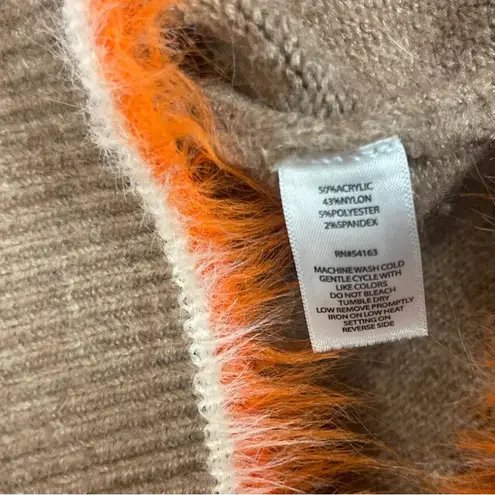 50%ACRYLIC
43%NYLON
5%POLYESTER
2%SPANDEX
RN#54163
MACHINE WASH COLD
GENTLE CYCLE WITH
LIKE COLORS
DO NOT BLEACH
TUMBLE DRY
LOW REMOVE PROMPTLY
IRON ON LOW HEAT
SETTING ON
REVERSE SIDE